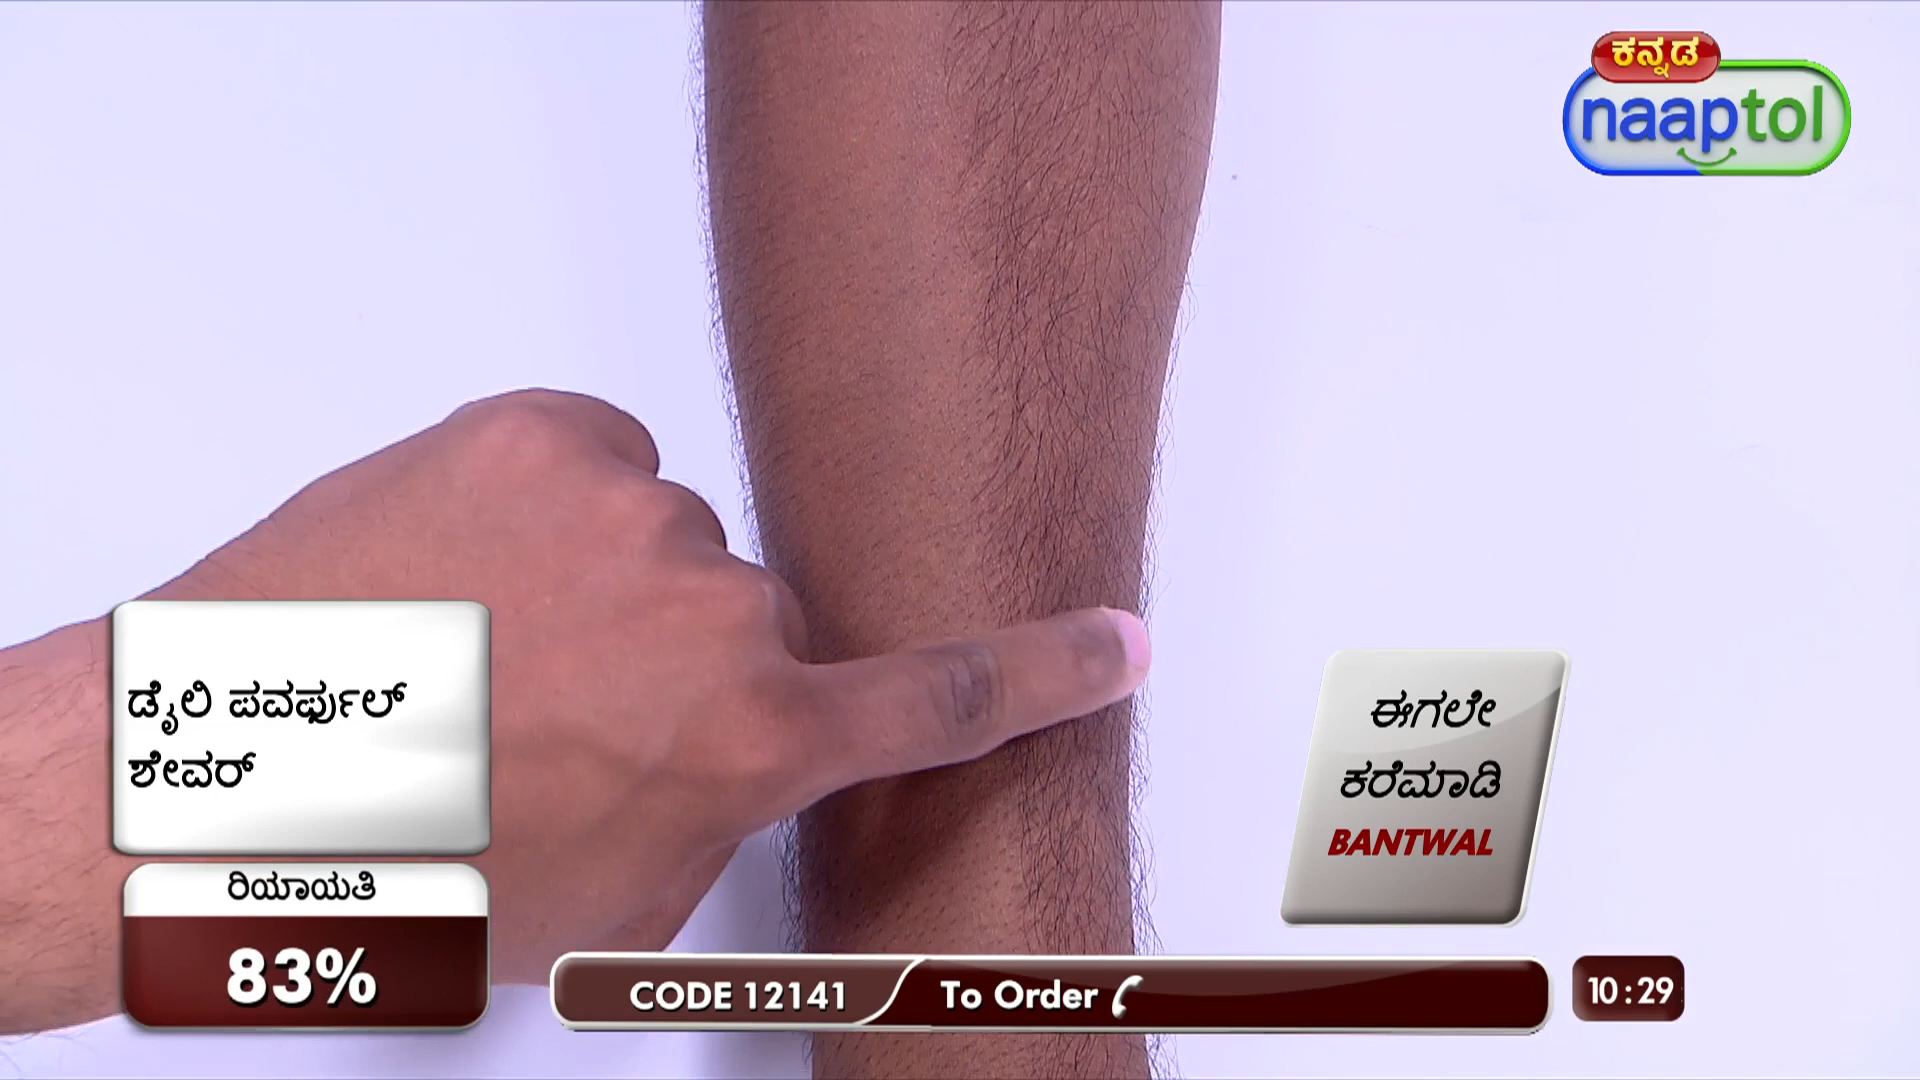 ಕನ್ನಡ
naaptol
ಡೈಲಿ ಪವರ್ಫುಲ್
ಶೇವರ್
ರಿಯಾಯತಿ
83%
ಈಗಲೇ
ಕರೆಮಾಡಿ
BANTWAL
CODE 12141 To Order
10:29